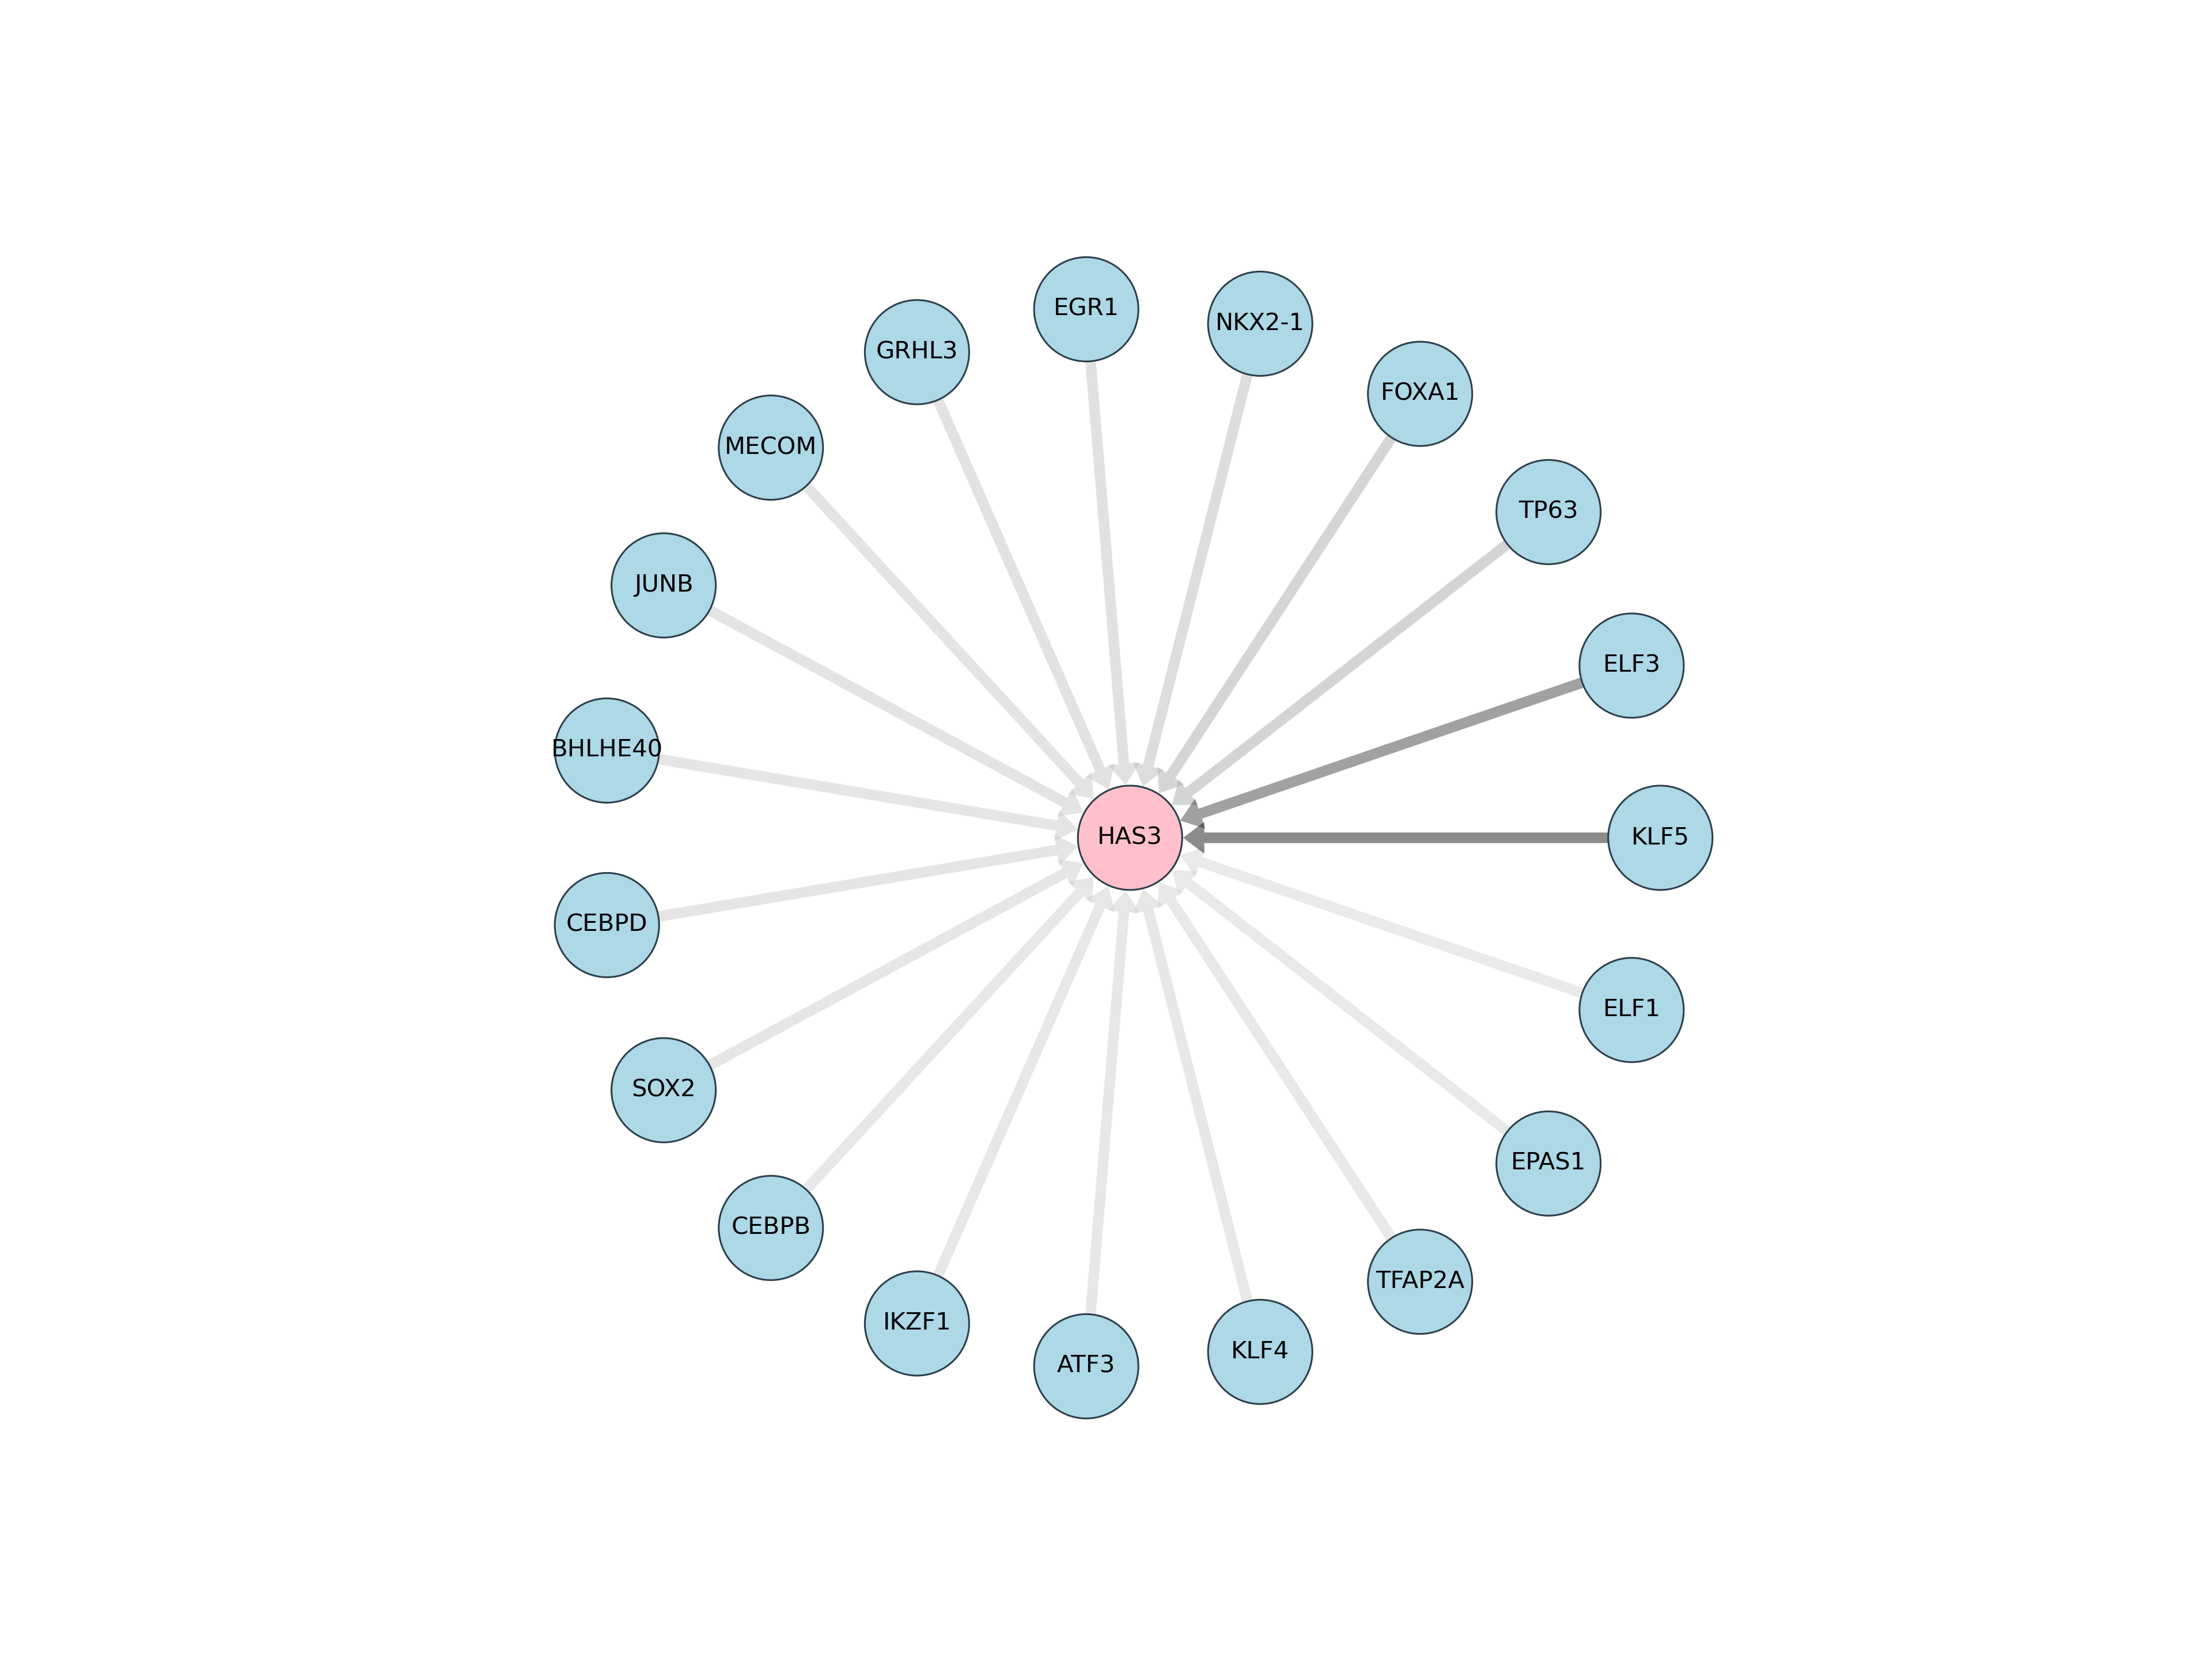 EGR1
NKX2-1
GRHL3
FOXA1
MECOM
TP63
JUNB
ELF3
BHLHE40
HAS3
KLF5
CEBPD
ELF1
SOX2
EPAS1
CEBPB
TFAP2A
IKZF1
KLF4
ATF3